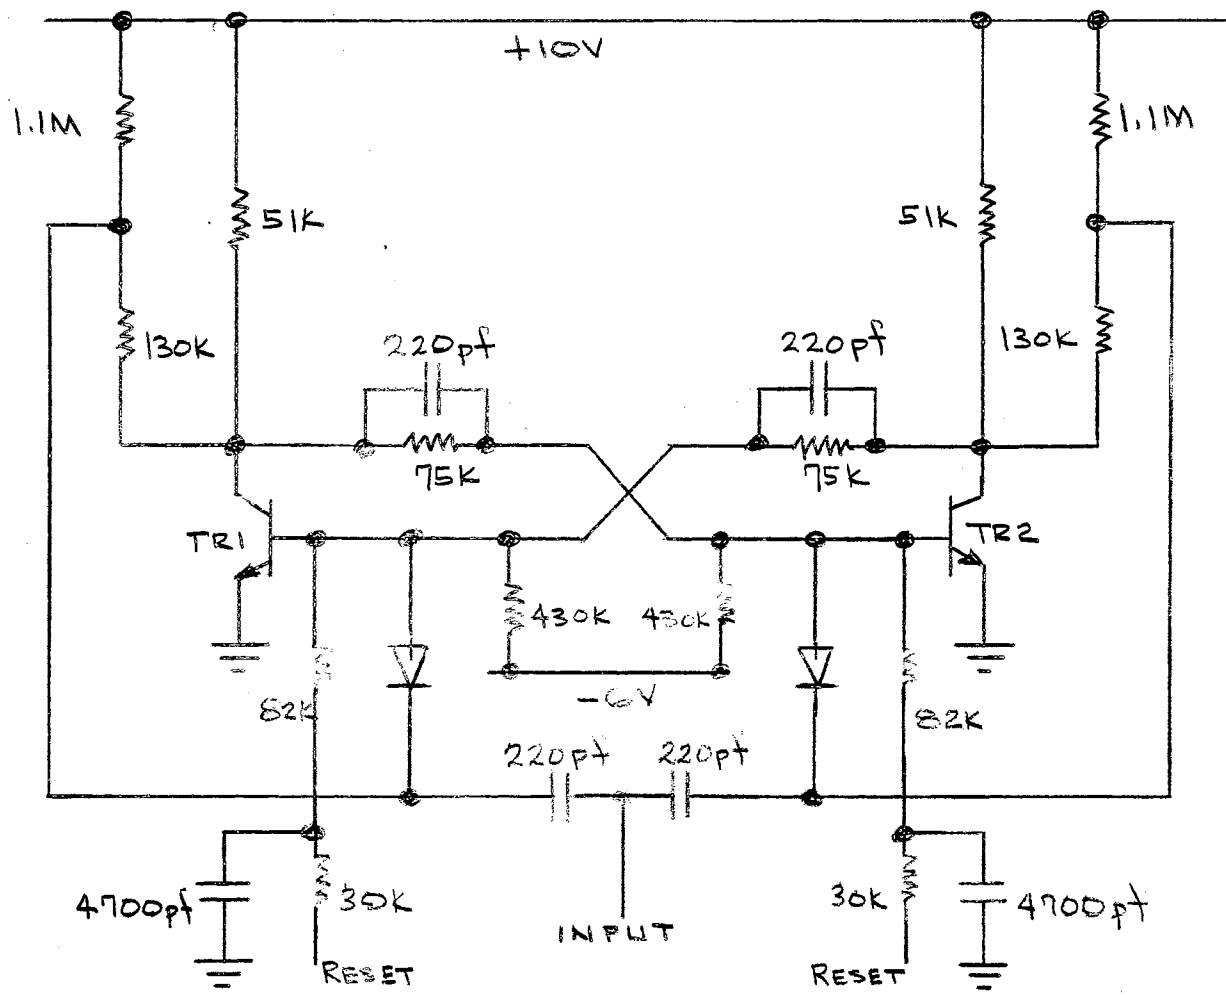 +10V
1.1M
1.1M
51K
51K
130K
220pf
220pf
130K
75K
75K
TR1
TR2
430K
430K
-6V
82K
82K
220pf
220pf
4700pf
30K
30K
4700pf
INPUT
RESET
RESET